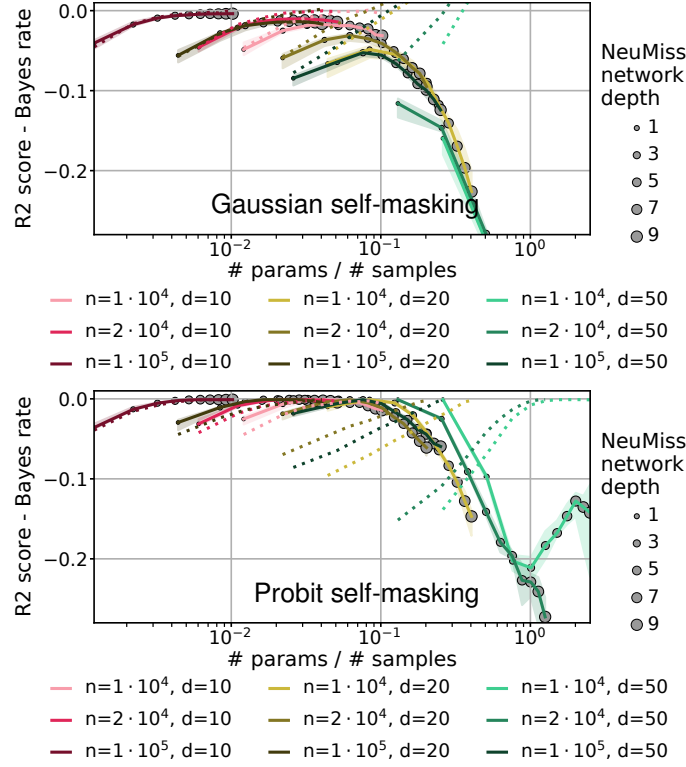 0.0
−0.1
−0.2
R2 score - Bayes rate
Gaussian self-masking
10⁻² 10⁻¹ 10⁰
# params / # samples
NeuMiss
network
depth
1
3
5
7
9
n=1 · 10⁴, d=10 n=1 · 10⁴, d=20 n=1 · 10⁴, d=50
n=2 · 10⁴, d=10 n=2 · 10⁴, d=20 n=2 · 10⁴, d=50
n=1 · 10⁵, d=10 n=1 · 10⁵, d=20 n=1 · 10⁵, d=50
0.0
−0.1
−0.2
R2 score - Bayes rate
Probit self-masking
10⁻² 10⁻¹ 10⁰
# params / # samples
NeuMiss
network
depth
1
3
5
7
9
n=1 · 10⁴, d=10 n=1 · 10⁴, d=20 n=1 · 10⁴, d=50
n=2 · 10⁴, d=10 n=2 · 10⁴, d=20 n=2 · 10⁴, d=50
n=1 · 10⁵, d=10 n=1 · 10⁵, d=20 n=1 · 10⁵, d=50